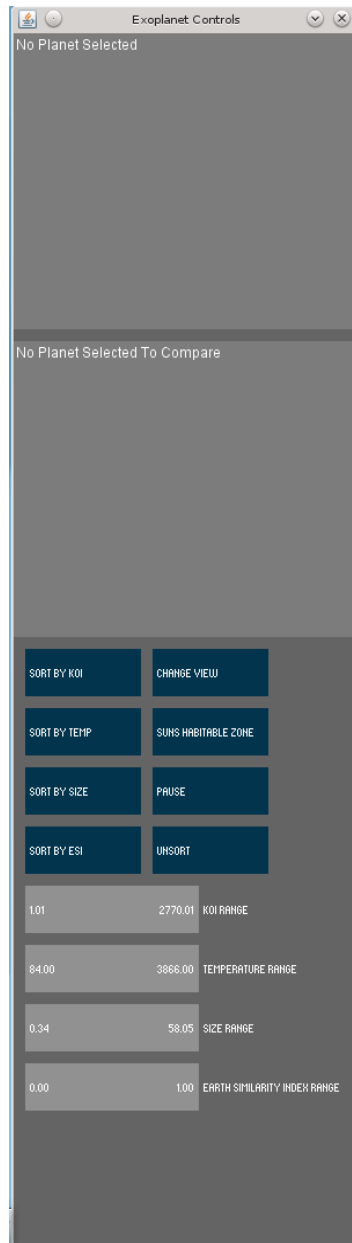 Exoplanet Controls
No Planet Selected
No Planet Selected To Compare
SORT BY KOI CHANGE VIEW
SORT BY TEMP SUNS HABITABLE ZONE
SORT BY SIZE PAUSE
SORT BY ESI UNSORT
1.01 2770.01 KOI RANGE
84.00 3866.00 TEMPERATURE RANGE
0.34 58.05 SIZE RANGE
0.00 1.00 EARTH SIMILARITY INDEX RANGE